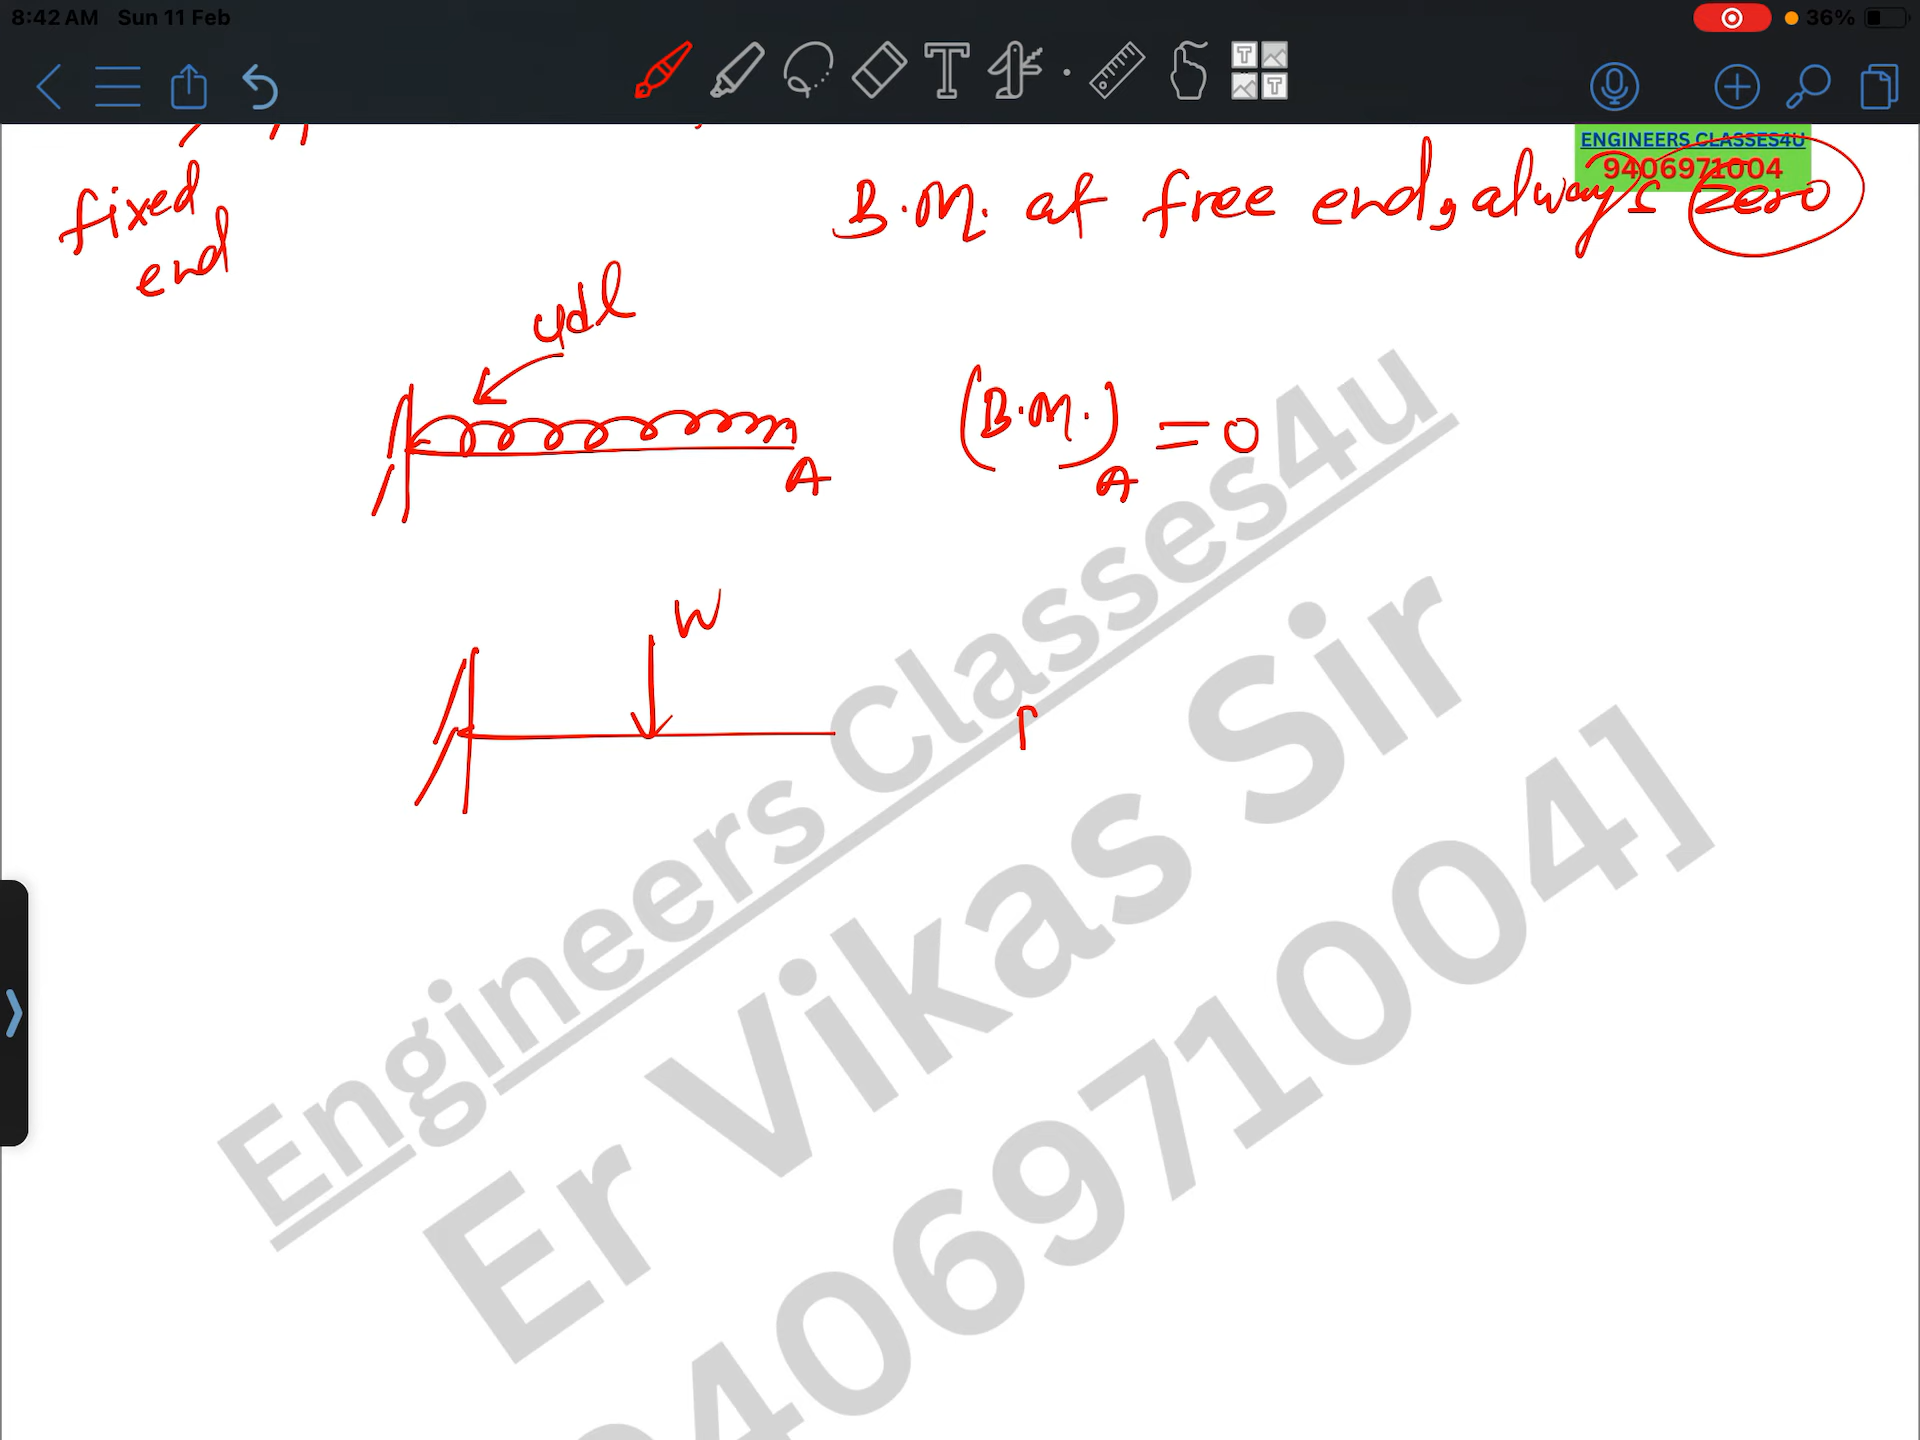 8:42 AM Sun 11 Feb
36%
ENGINEERS CLASSES4U
9406971004
fixed
end
B.M. at free end, always zero
udl
A
(B.M.)A = 0
W
Engineers Classes4u
Er Vikas Sir
9406971004]